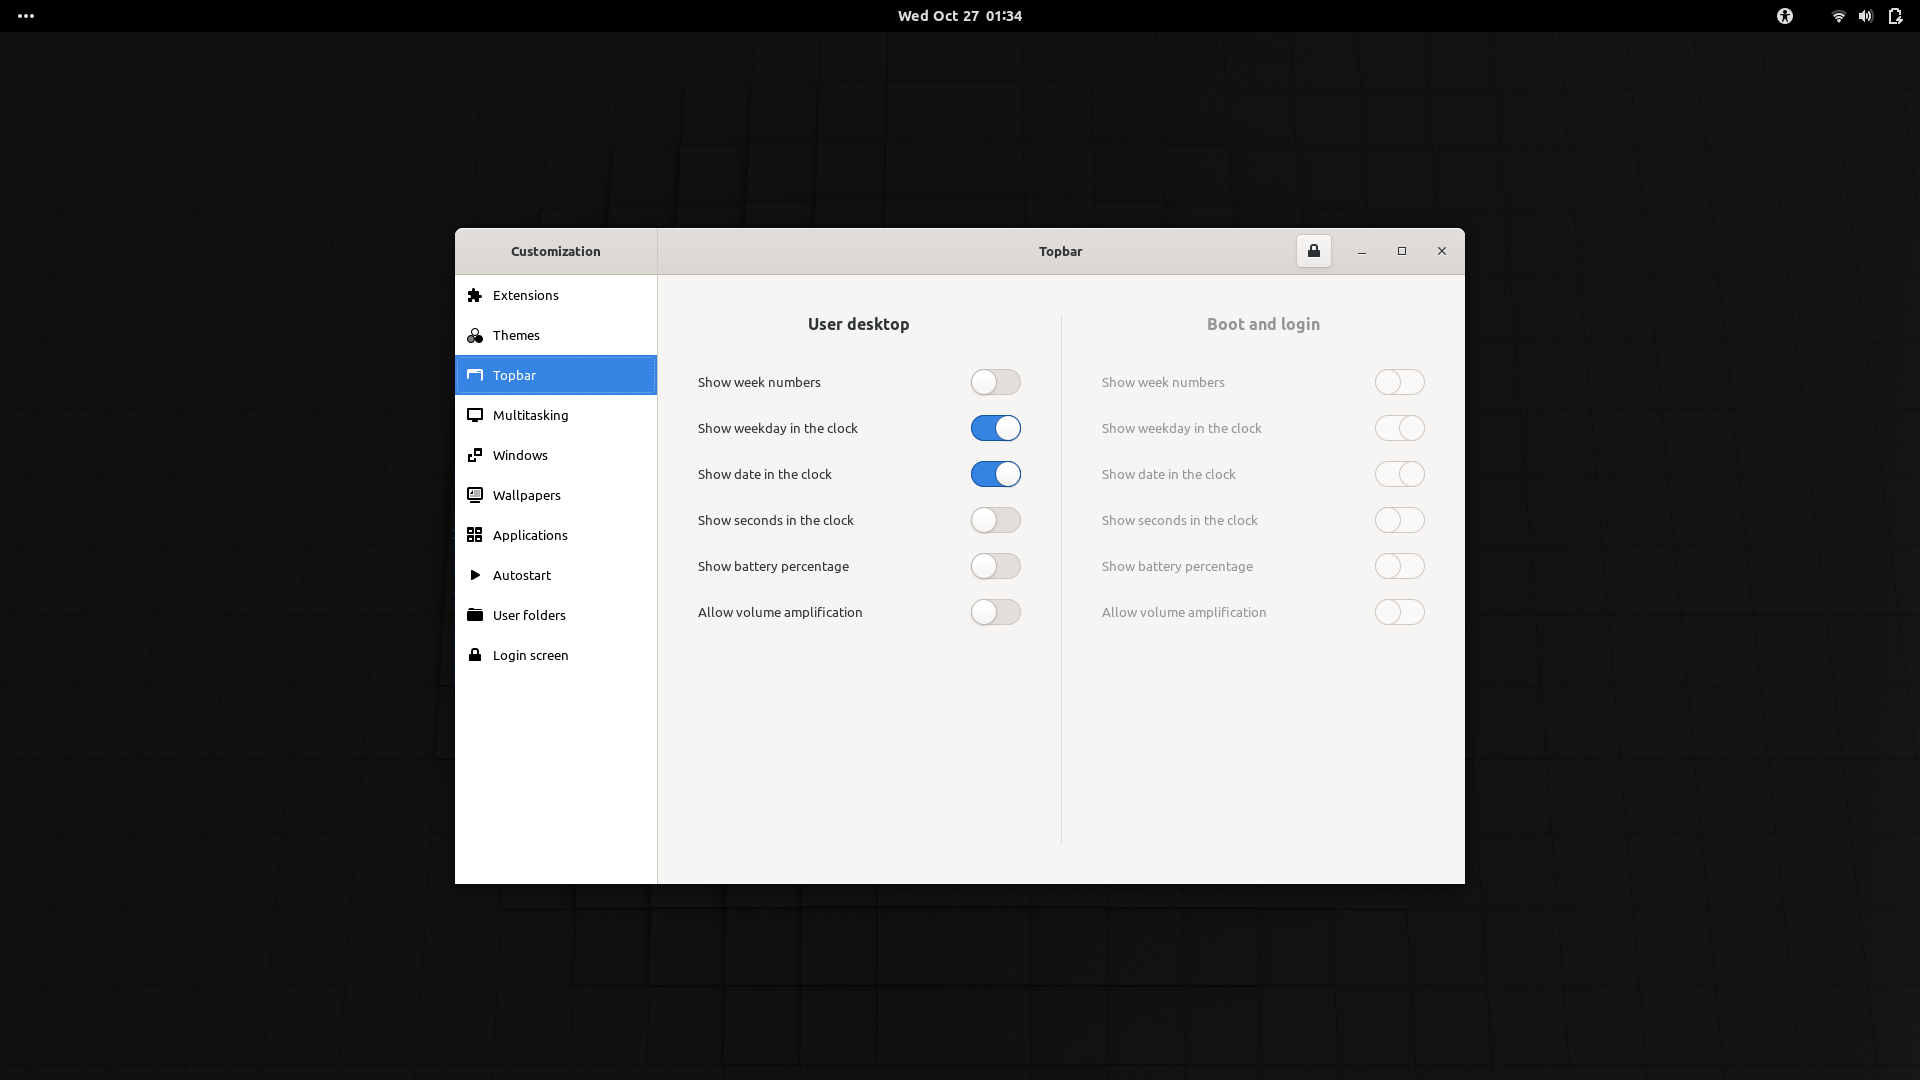 Wed Oct 27 01:34
Customization
Topbar
Extensions
Themes
Topbar
Multitasking
Windows
Wallpapers
Applications
Autostart
User folders
Login screen
User desktop
Show week numbers
Show weekday in the clock
Show date in the clock
Show seconds in the clock
Show battery percentage
Allow volume amplification
Boot and login
Show week numbers
Show weekday in the clock
Show date in the clock
Show seconds in the clock
Show battery percentage
Allow volume amplification